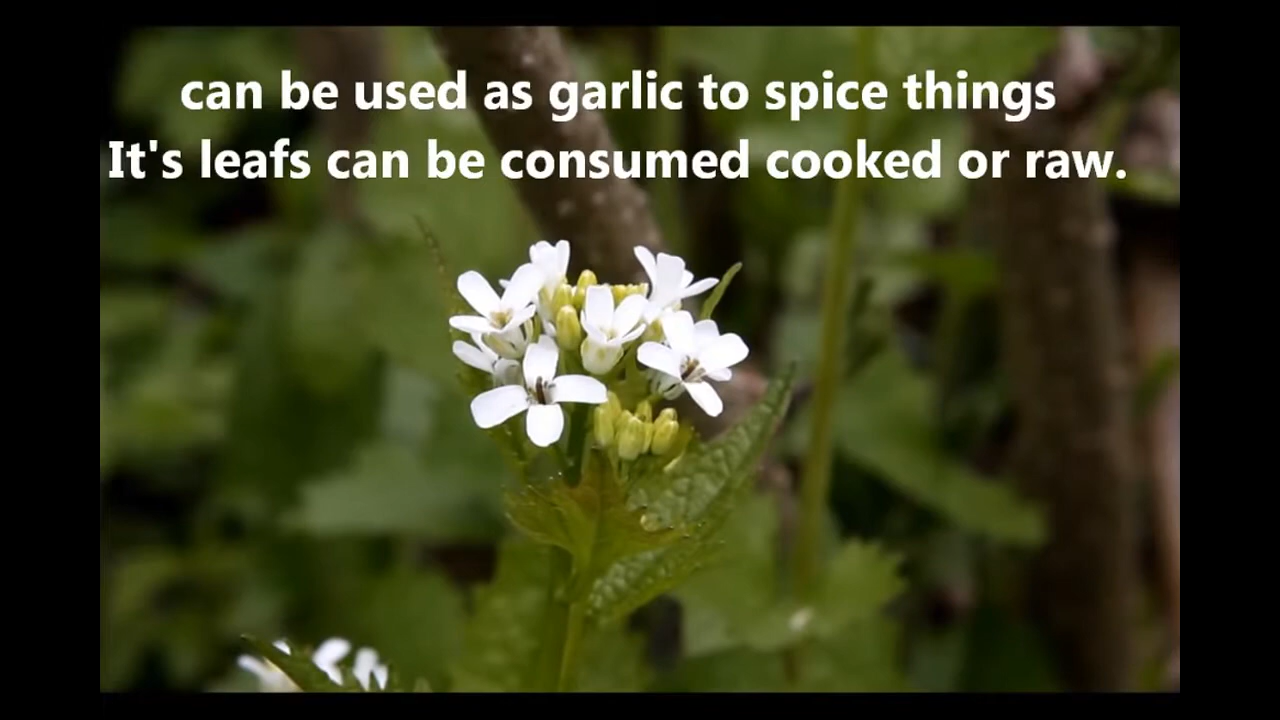 can be used as garlic to spice things
It's leafs can be consumed cooked or raw.